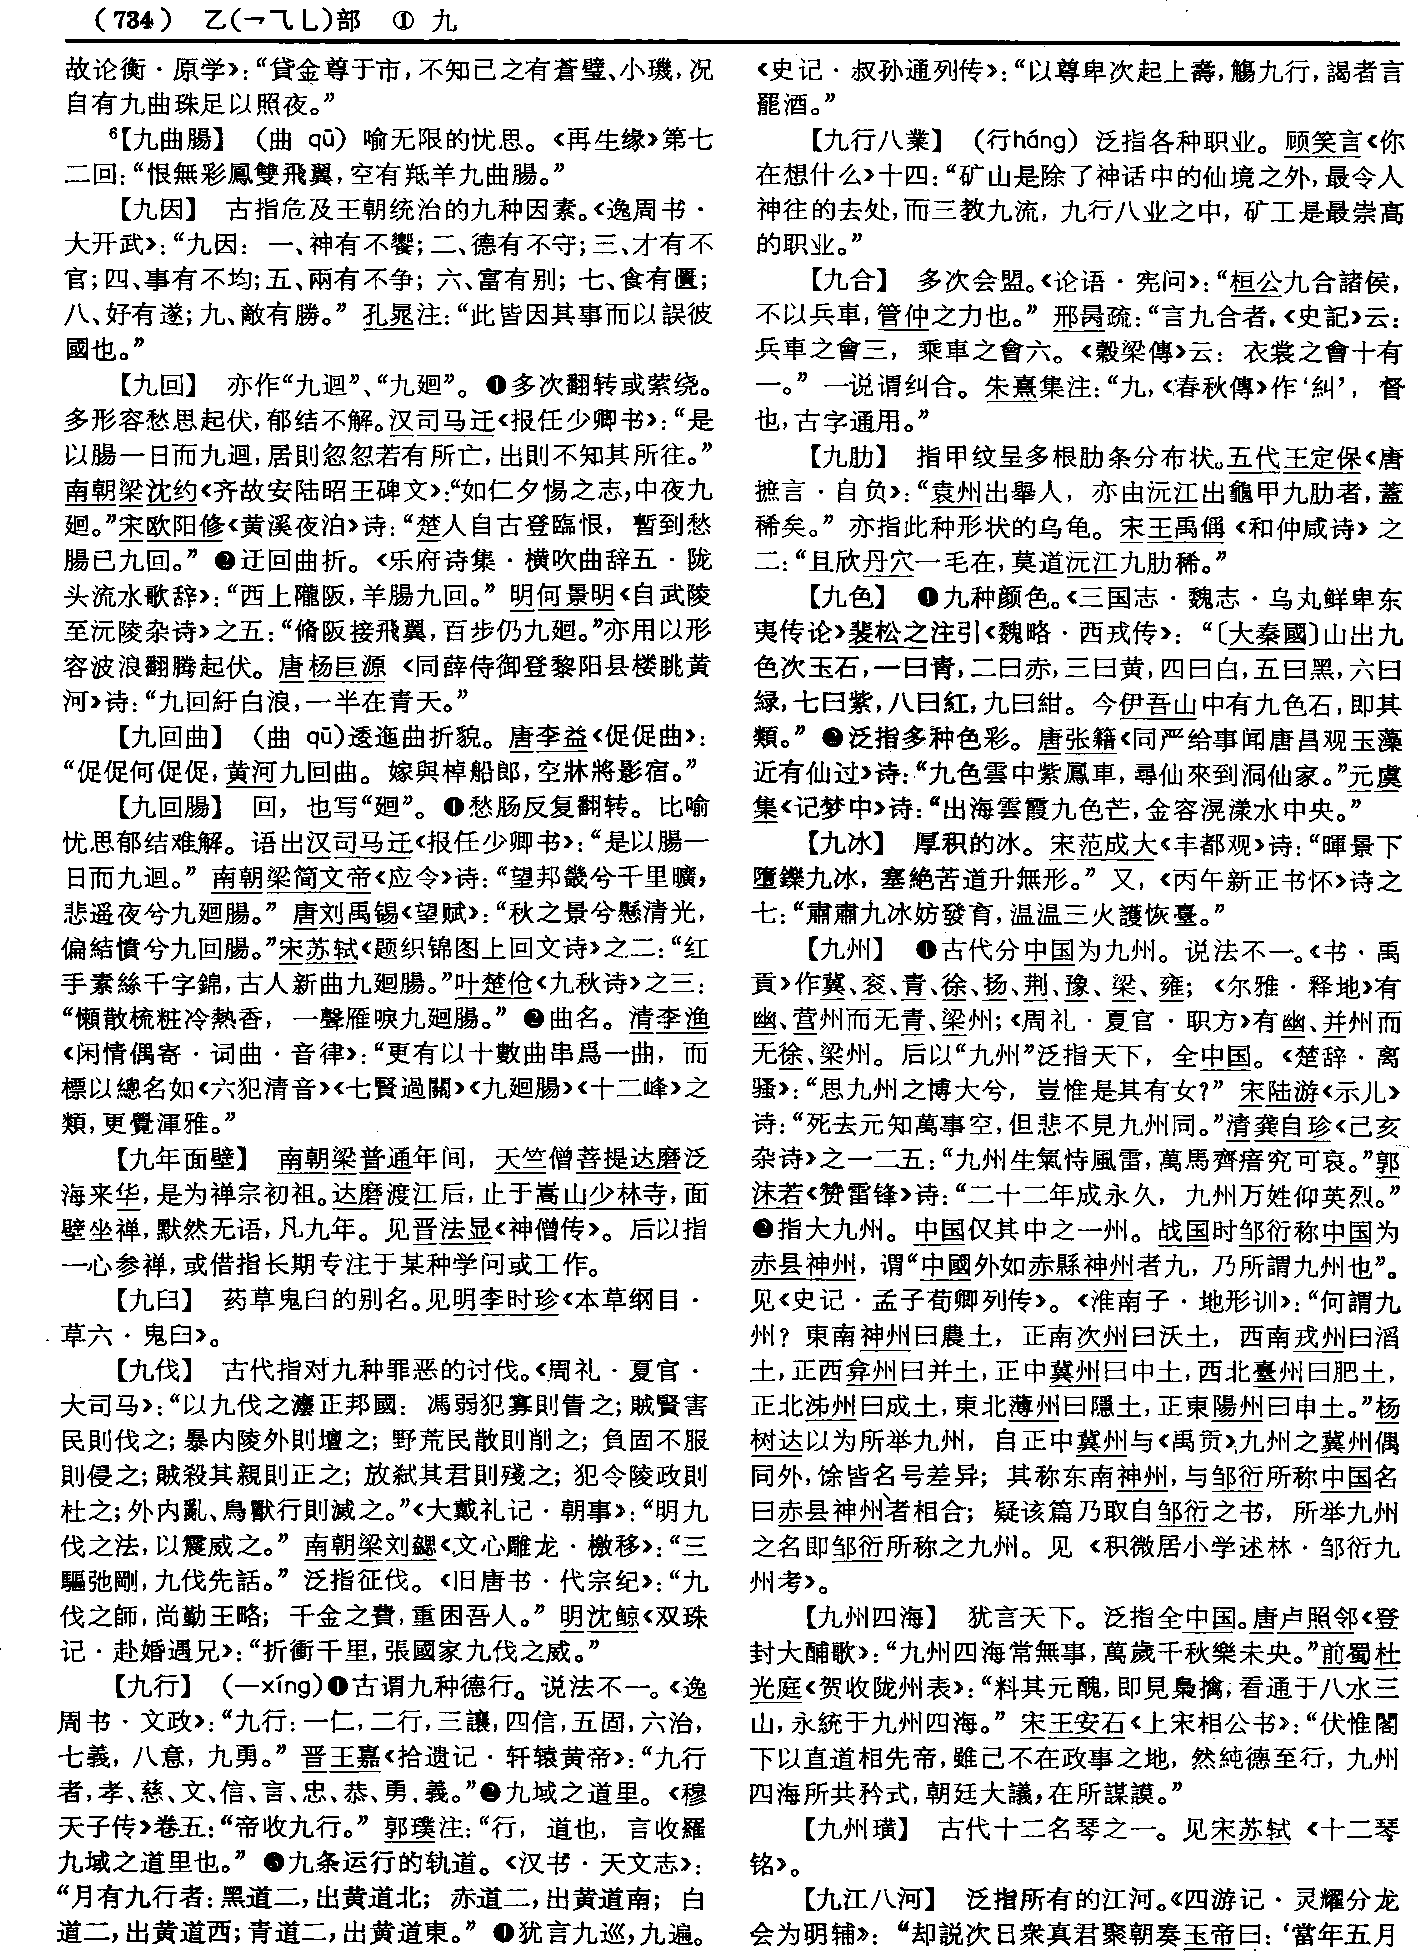 （734） 乙(㇀乁乚)部 ① 九
故论衡·原学》：“貸金尊于市，不知己之有蒼璧、小璣，况
自有九曲珠足以照夜。”
⁶【九曲腸】（曲 qū）喻无限的忧思。《再生缘》第七
二回：“恨無彩鳳雙飛翼，空有羝羊九曲腸。”
【九因】 古指危及王朝统治的九种因素。《逸周书·
大开武》：“九因： 一、神有不饗；二、德有不守；三、才有不
官；四、事有不均；五、兩有不争； 六、富有别； 七、食有匱；
八、好有遂；九、敵有勝。” 孔晁注：“此皆因其事而以誤彼
國也。”
【九回】 亦作“九迴”、“九廻”。❶多次翻转或萦绕。
多形容愁思起伏，郁结不解。汉司马迁《报任少卿书》：“是
以腸一日而九迴，居則忽忽若有所亡，出則不知其所往。”
南朝梁沈约《齐故安陆昭王碑文》：“如仁夕惕之志，中夜九
廻。”宋欧阳修《黄溪夜泊》诗：“楚人自古登臨恨， 暫到愁
腸已九回。” ❷迂回曲折。《乐府诗集·横吹曲辞五·陇
头流水歌辞》：“西上隴阪，羊腸九回。” 明何景明《自武陵
至沅陵杂诗》之五：“脩阪接飛翼，百步仍九廻。”亦用以形
容波浪翻腾起伏。唐杨巨源《同薛侍御登黎阳县楼眺黄
河》诗：“九回紆白浪，一半在青天。”
【九回曲】（曲 qū）逶迤曲折貌。唐李益《促促曲》：
“促促何促促，黄河九回曲。嫁與棹船郎，空牀將影宿。”
【九回腸】 回，也写“廻”。❶愁肠反复翻转。比喻
忧思郁结难解。语出汉司马迁《报任少卿书》：“是以腸一
日而九迴。” 南朝梁简文帝《应令》诗：“望邦畿兮千里曠，
悲遥夜兮九廻腸。” 唐刘禹锡《望赋》：“秋之景兮懸清光，
偏結憤兮九回腸。”宋苏轼《题织锦图上回文诗》之二：“红
手素絲千字錦，古人新曲九廻腸。”叶楚伧《九秋诗》之三：
“懶散梳粧冷熱香， 一聲雁唳九廻腸。” ❷曲名。清李渔
《闲情偶寄·词曲·音律》：“更有以十數曲串爲一曲， 而
標以總名如《六犯清音》《七賢過關》《九廻腸》《十二峰》之
類，更覺渾雅。”
【九年面壁】 南朝梁普通年间， 天竺僧菩提达磨泛
海来华，是为禅宗初祖。达磨渡江后，止于嵩山少林寺，面
壁坐禅，默然无语，凡九年。见晋法显《神僧传》。后以指
一心参禅，或借指长期专注于某种学问或工作。
【九臼】 药草鬼臼的别名。见明李时珍《本草纲目·
草六·鬼臼》。
【九伐】 古代指对九种罪恶的讨伐。《周礼·夏官·
大司马》：“以九伐之灋正邦國： 馮弱犯寡則眚之；賊賢害
民則伐之；暴内陵外則壇之； 野荒民散則削之；負固不服
則侵之；賊殺其親則正之； 放弑其君則殘之；犯令陵政則
杜之；外内亂、鳥獸行則滅之。”《大戴礼记·朝事》：“明九
伐之法，以震威之。” 南朝梁刘勰《文心雕龙·檄移》：“三
驅弛剛，九伐先話。” 泛指征伐。《旧唐书·代宗纪》：“九
伐之師，尚勤王略； 千金之費，重困吾人。” 明沈鲸《双珠
记·赴婚遇兄》：“折衝千里，張國家九伐之威。”
【九行】（—xíng）❶古谓九种德行。说法不一。《逸
周书·文政》：“九行：一仁，二行，三讓，四信，五固，六治，
七義，八意，九勇。” 晋王嘉《拾遗记·轩辕黄帝》：“九行
者，孝、慈、文、信、言、忠、恭、勇、義。”❷九域之道里。《穆
天子传》卷五：“帝收九行。” 郭璞注：“行， 道也， 言收羅
九域之道里也。” ❸九条运行的轨道。《汉书·天文志》：
“月有九行者：黑道二，出黄道北； 赤道二，出黄道南； 白
道二，出黄道西；青道二，出黄道東。” ❹犹言九巡，九遍。
《史记·叔孙通列传》：“以尊卑次起上壽，觴九行，謁者言
罷酒。”
【九行八業】（行háng）泛指各种职业。顾笑言《你
在想什么》十四：“矿山是除了神话中的仙境之外，最令人
神往的去处，而三教九流，九行八业之中，矿工是最崇高
的职业。”
【九合】 多次会盟。《论语·宪问》：“桓公九合諸侯，
不以兵車，管仲之力也。” 邢昺疏：“言九合者，《史記》云：
兵車之會三， 乘車之會六。《穀梁傳》云： 衣裳之會十有
一。” 一说谓纠合。朱熹集注：“九，《春秋傳》作‘糾’， 督
也，古字通用。”
【九肋】 指甲纹呈多根肋条分布状。五代王定保《唐
摭言·自负》：“袁州出舉人， 亦由沅江出龜甲九肋者，蓋
稀矣。” 亦指此种形状的乌龟。宋王禹偁《和仲咸诗》之
二：“且欣丹穴一毛在，莫道沅江九肋稀。”
【九色】 ❶九种颜色。《三国志·魏志·乌丸鲜卑东
夷传论》裴松之注引《魏略·西戎传》：“〔大秦國〕山出九
色次玉石，一曰青，二曰赤，三曰黄，四曰白，五曰黑，六曰
緑，七曰紫，八曰紅，九曰紺。今伊吾山中有九色石，即其
類。” ❷泛指多种色彩。唐张籍《同严给事闻唐昌观玉蕊
近有仙过》诗：“九色雲中紫鳳車，尋仙來到洞仙家。”元虞
集《记梦中》诗：“出海雲霞九色芒，金容滉漾水中央。”
【九冰】 厚积的冰。宋范成大《丰都观》诗：“暉景下
墮鑠九冰，塞絶苦道升無形。” 又，《丙午新正书怀》诗之
七：“肅肅九冰妨發育，温温三火護恢臺。”
【九州】 ❶古代分中国为九州。说法不一。《书·禹
貢》作冀、兖、青、徐、扬、荆、豫、梁、雍； 《尔雅·释地》有
幽、营州而无青、梁州；《周礼·夏官·职方》有幽、并州而
无徐、梁州。后以“九州”泛指天下，全中国。《楚辞·离
骚》：“思九州之博大兮， 豈惟是其有女？” 宋陆游《示儿》
诗：“死去元知萬事空，但悲不見九州同。”清龚自珍《己亥
杂诗》之一二五：“九州生氣恃風雷，萬馬齊瘖究可哀。”郭
沫若《赞雷锋》诗：“二十二年成永久， 九州万姓仰英烈。”
❷指大九州。中国仅其中之一州。战国时邹衍称中国为
赤县神州， 谓“中國外如赤縣神州者九，乃所謂九州也”。
见《史记·孟子荀卿列传》。《淮南子·地形训》：“何謂九
州？東南神州曰農土， 正南次州曰沃土， 西南戎州曰滔
土，正西弇州曰并土，正中冀州曰中土，西北臺州曰肥土，
正北泲州曰成土，東北薄州曰隱土，正東陽州曰申土。”杨
树达以为所举九州， 自正中冀州与《禹贡》九州之冀州偶
同外，馀皆名号差异； 其称东南神州，与邹衍所称中国名
曰赤县神州者相合； 疑该篇乃取自邹衍之书， 所举九州
之名即邹衍所称之九州。见《积微居小学述林·邹衍九
州考》。
【九州四海】 犹言天下。泛指全中国。唐卢照邻《登
封大酺歌》：“九州四海常無事，萬歲千秋樂未央。”前蜀杜
光庭《贺收陇州表》：“料其元醜，即見梟擒，看通于八水三
山，永統于九州四海。” 宋王安石《上宋相公书》：“伏惟閣
下以直道相先帝，雖己不在政事之地， 然純德至行， 九州
四海所共矜式，朝廷大議，在所謀謨。”
【九州璜】 古代十二名琴之一。见宋苏轼《十二琴
铭》。
【九江八河】 泛指所有的江河。《四游记·灵耀分龙
会为明辅》： “却説次日衆真君聚朝奏玉帝曰：‘當年五月